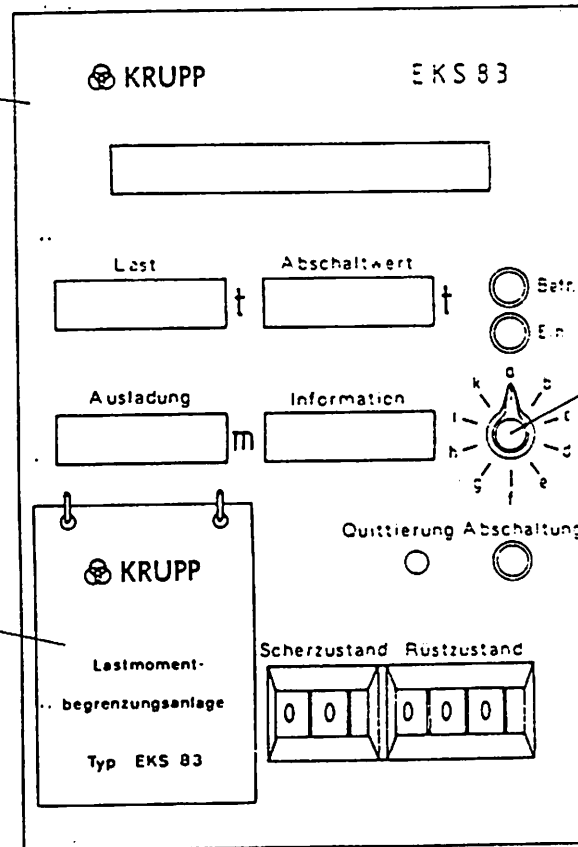 KRUPP EKS 83
Last Abschaltwert
t t
Betr.
Ein
Ausladung Information
m
a
b
c
d
e
f
g
h
i
k
Quittierung Abschaltung
KRUPP
Lastmoment-
begrenzungsanlage
Typ EKS 83
Scherzustand Rüstzustand
0 0 0 0 0